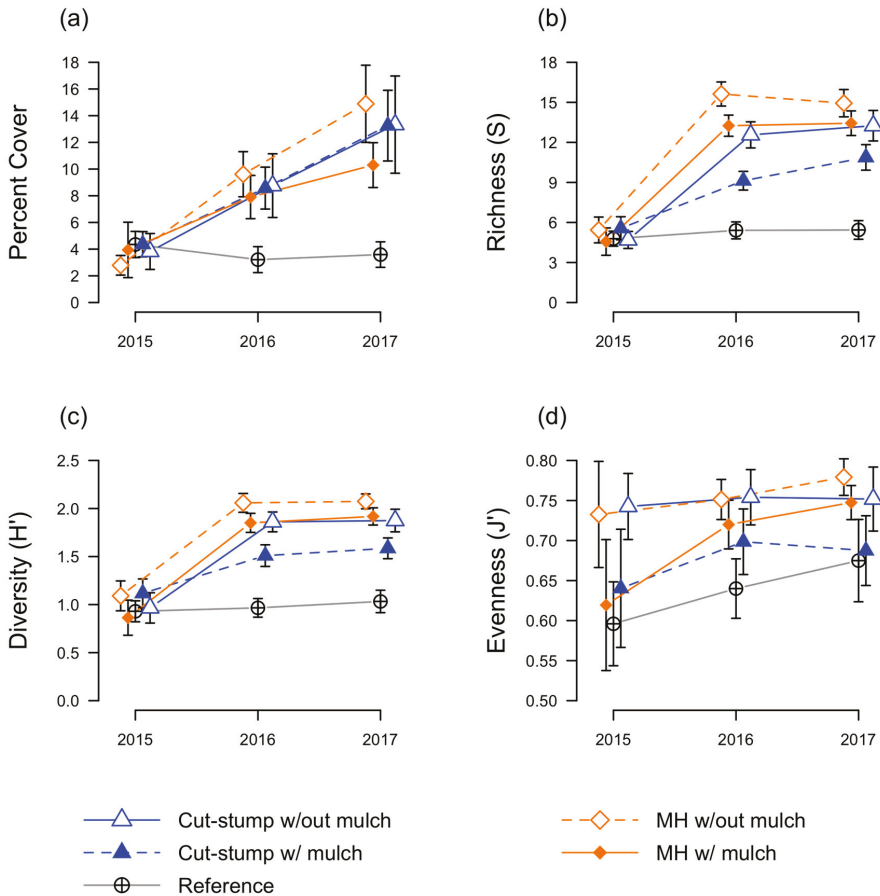 (a)
Percent Cover
18
16
14
12
10
8
6
4
2
0
2015 2016 2017
(b)
Richness (S)
18
15
12
9
6
3
0
2015 2016 2017
(c)
Diversity (H')
2.5
2.0
1.5
1.0
0.5
0.0
2015 2016 2017
(d)
Evenness (J')
0.80
0.75
0.70
0.65
0.60
0.55
0.50
2015 2016 2017
Cut-stump w/out mulch
Cut-stump w/ mulch
Reference
MH w/out mulch
MH w/ mulch